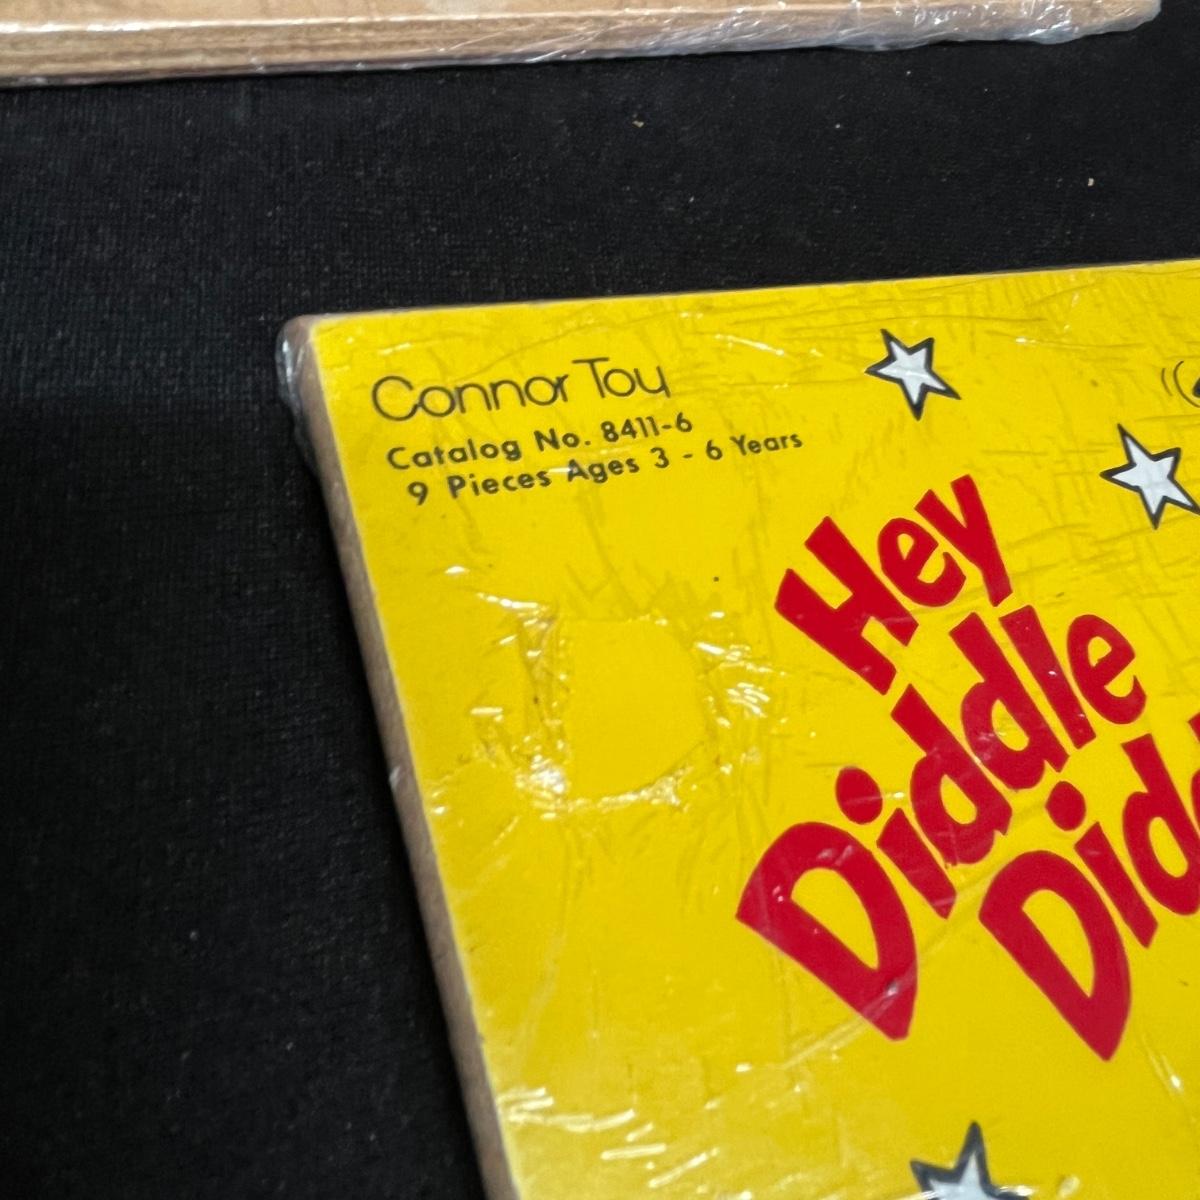 Connor Toy
Catalog No. 8411-6
9 Pieces Ages 3 - 6 Years
Hey
Diddle